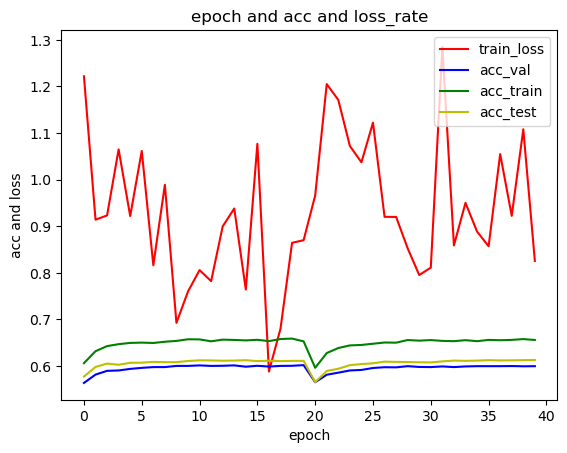 epoch and acc and loss_rate
1.3
1.2
1.1
1.0
0.9
0.8
0.7
0.6
acc and loss
train_loss
acc_val
acc_train
acc_test
0 5 10 15 20 25 30 35 40
epoch